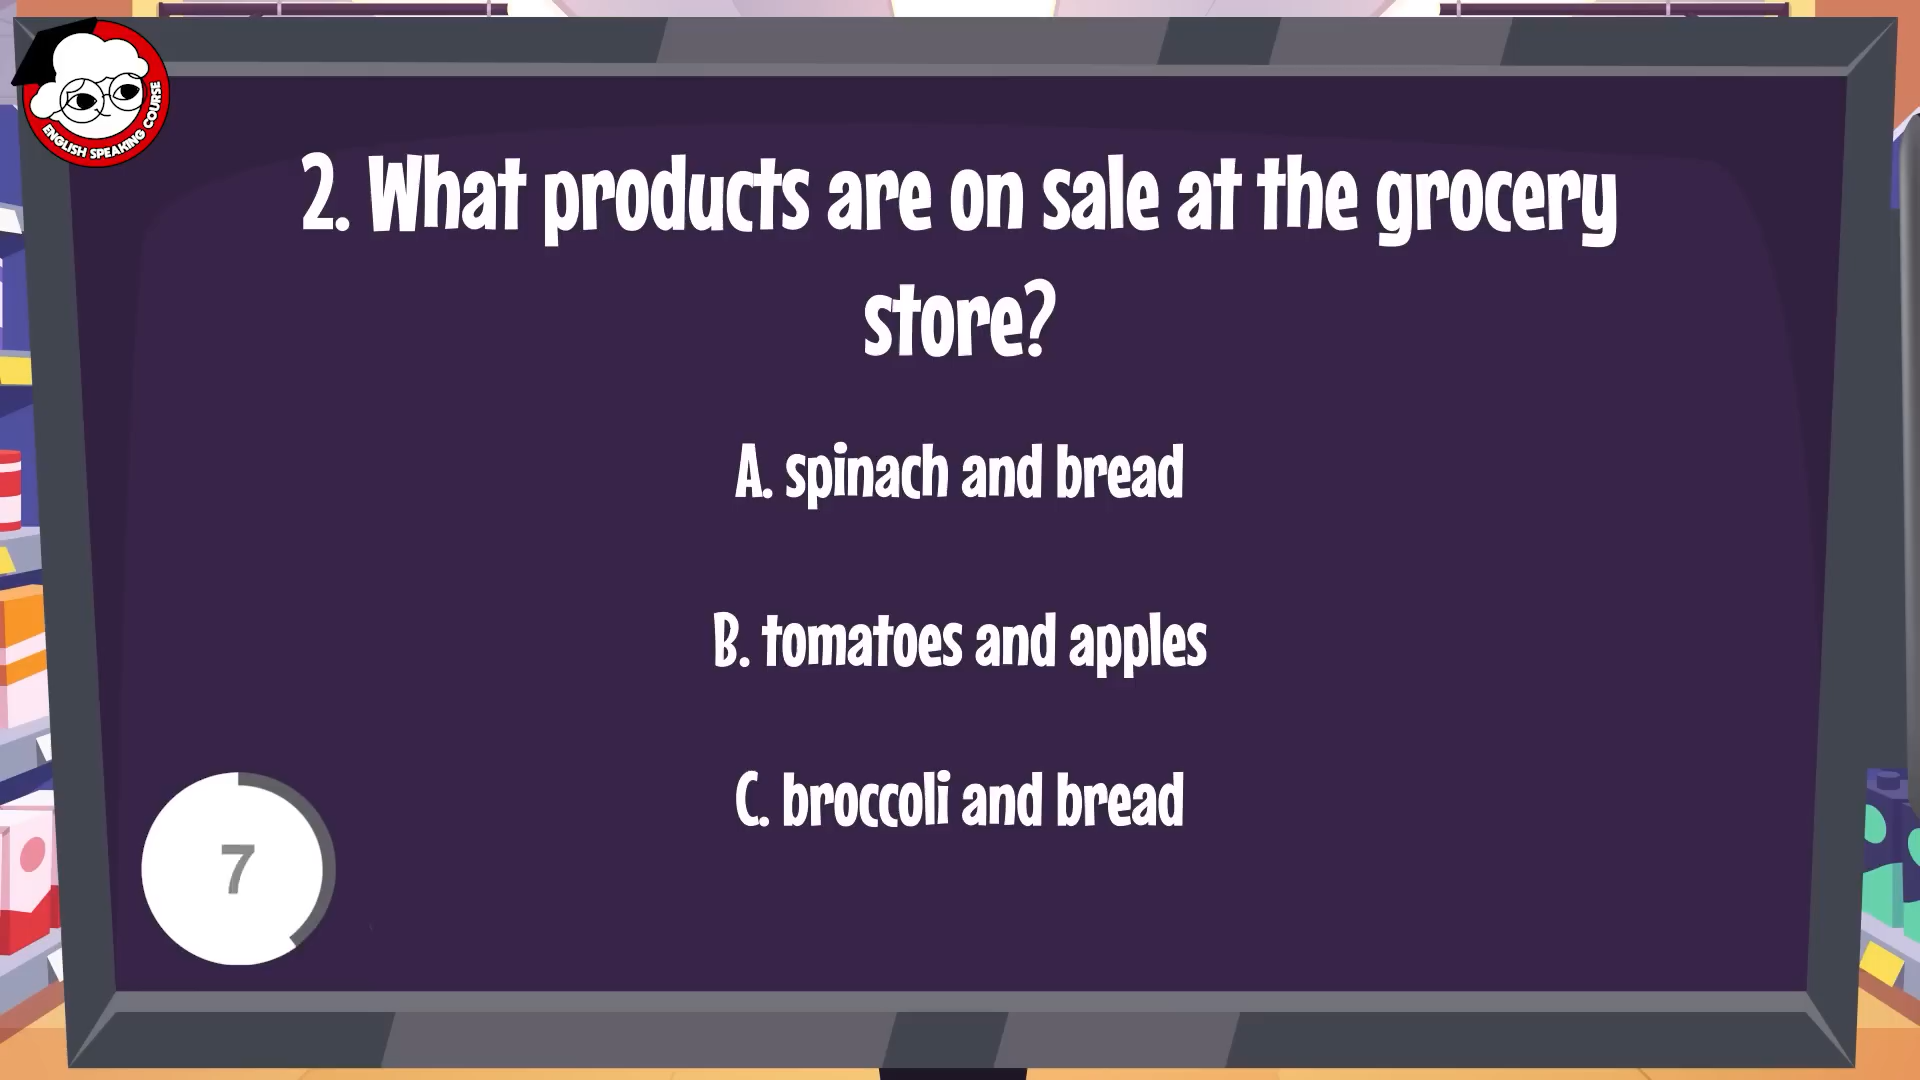 ENGLISH SPEAKING COURSE
2. What products are on sale at the grocery
store?
A. spinach and bread
B. tomatoes and apples
C. broccoli and bread
7